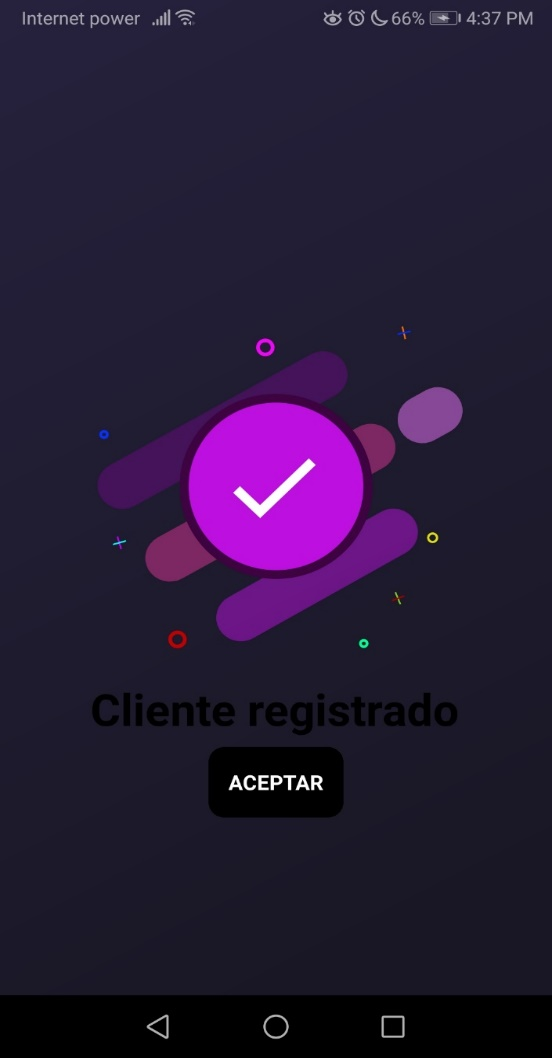 Internet power 66% 4:37 PM
Cliente registrado
ACEPTAR